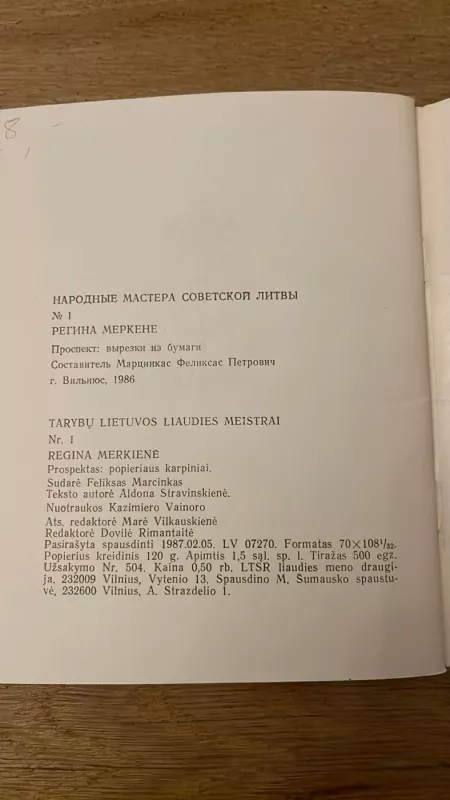 8,
НАРОДНЫЕ МАСТЕРА СОВЕТСКОЙ ЛИТВЫ
№ 1
РЕГИНА МЕРКЕНЕ
Проспект: вырезки из бумаги
Составитель Марцинкас Феликсас Петрович
г. Вильнюс, 1986
TARYBŲ LIETUVOS LIAUDIES MEISTRAI
Nr. 1
REGINA MERKIENĖ
Prospektas: popieriaus karpiniai.
Sudarė Feliksas Marcinkas
Teksto autorė Aldona Stravinskienė.
Nuotraukos Kazimiero Vainoro
Ats. redaktorė Marė Vilkauskienė
Redaktorė Dovilė Rimantaitė
Pasirašyta spausdinti 1987.02.05. LV 07270. Formatas 70×108¹/₃₂.
Popierius kreidinis 120 g. Apimtis 1,5 sąl. sp. l. Tiražas 500 egz.
Užsakymo Nr. 504. Kaina 0,50 rb. LTSR liaudies meno draugi-
ja. 232009 Vilnius, Vytenio 13. Spausdino M. Šumausko spaustu-
vė, 232600 Vilnius, A. Strazdelio 1.